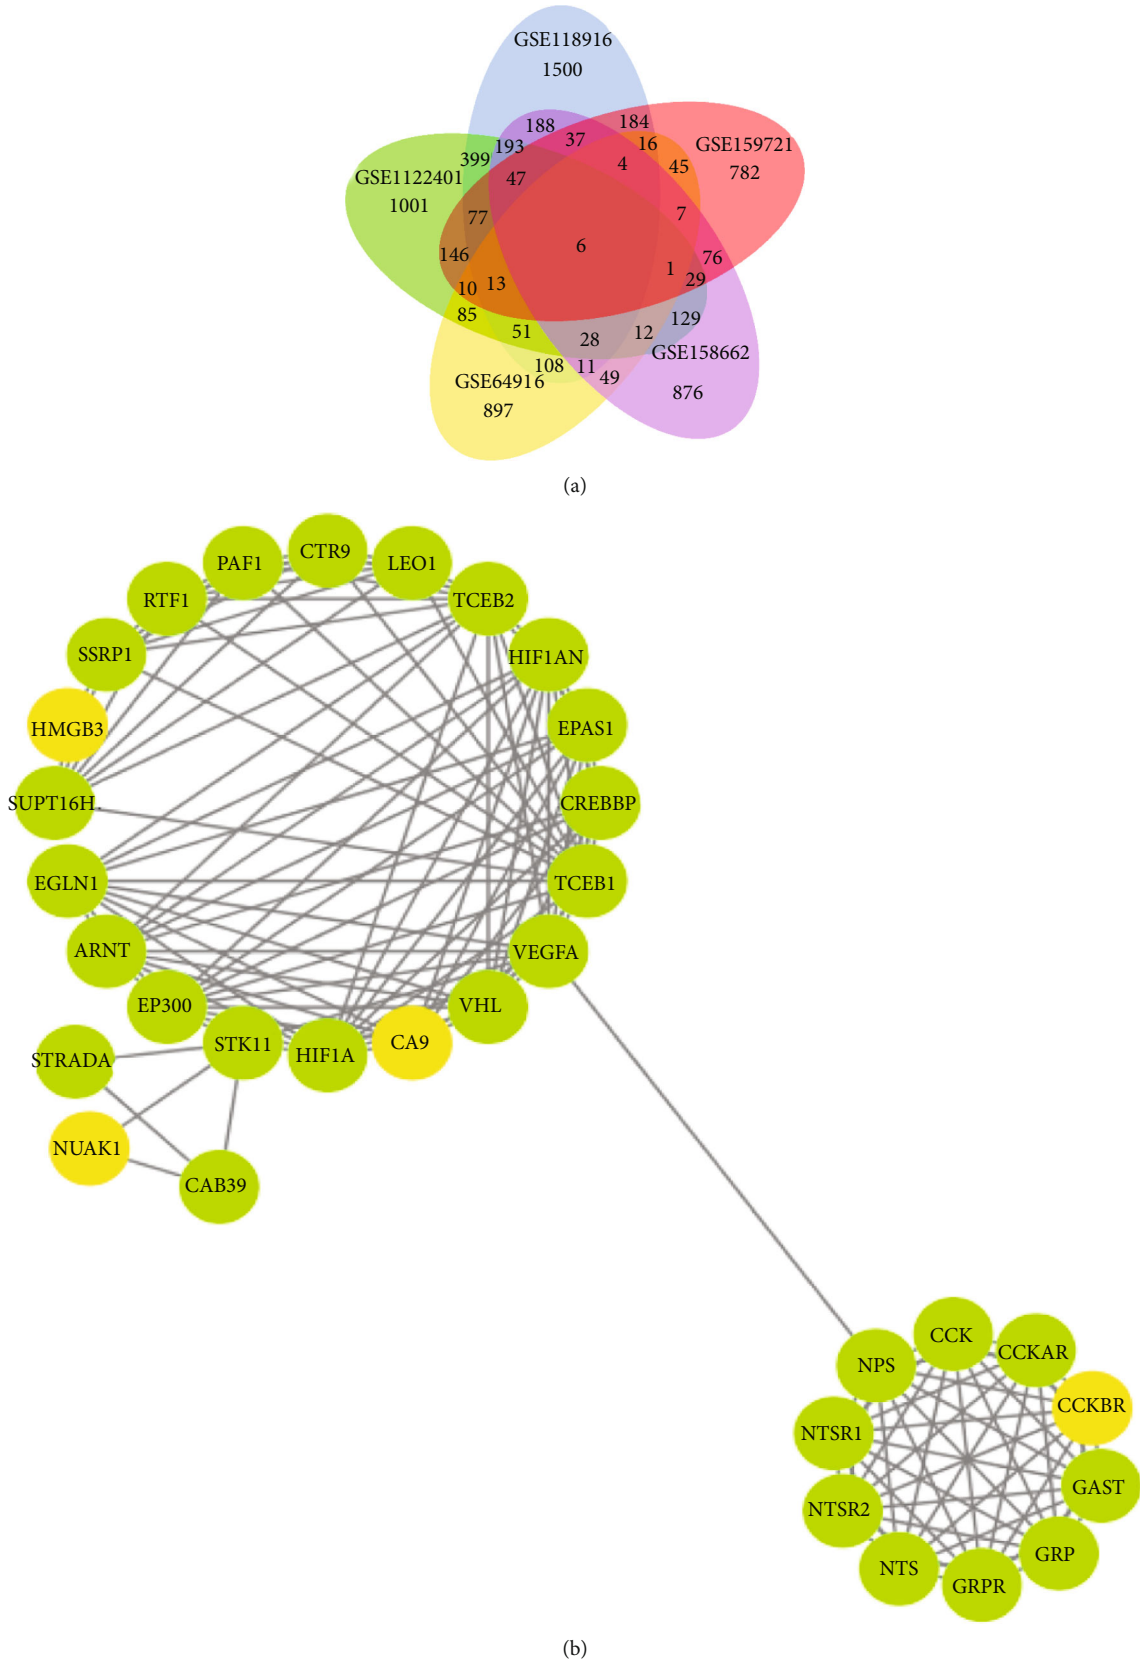 GSE118916
1500
188
37
184
16
GSE159721
193
399
4
45
782
47
GSE1122401
1001
77
7
6
146
76
1
29
10
13
85
129
51
12
28
GSE158662
108
11
49
GSE64916
897
876
(a)
CTR9
PAF1
LEO1
RTF1
TCEB2
SSRP1
HIF1AN
HMGB3
EPAS1
SUPT16H
CREBBP
EGLN1
TCEB1
ARNT
VEGFA
EP300
VHL
STK11
HIF1A
CA9
STRADA
NUAK1
CAB39
CCK
NPS
CCKAR
CCKBR
NTSR1
GAST
NTSR2
GRP
NTS
GRPR
(b)